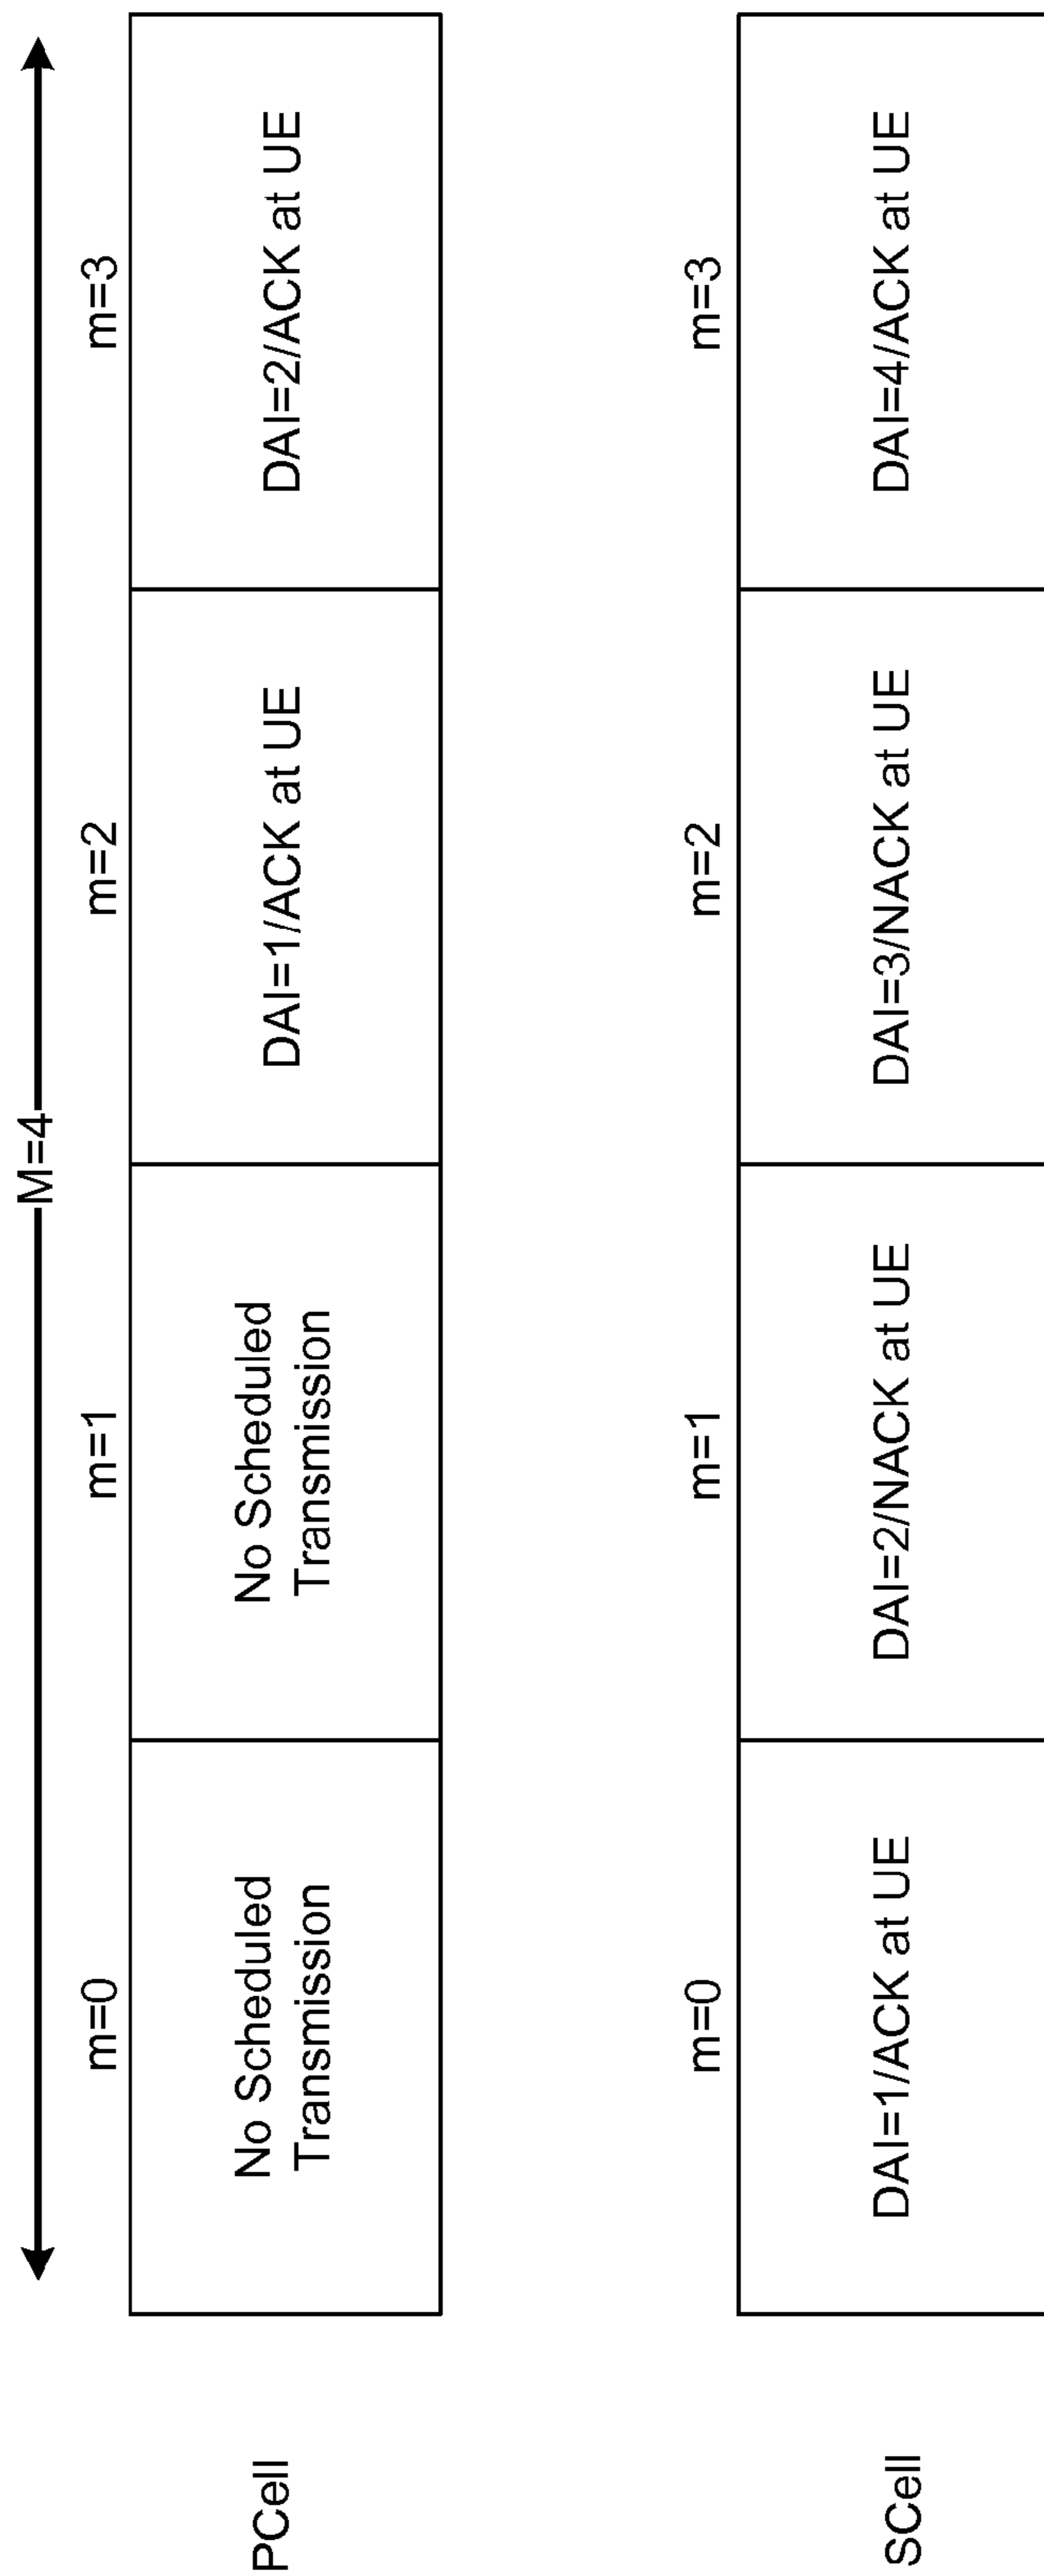 M=4
m=0
m=1
m=2
m=3
PCell
No Scheduled
Transmission
No Scheduled
Transmission
DAI=1/ACK at UE
DAI=2/ACK at UE
m=0
m=1
m=2
m=3
SCell
DAI=1/ACK at UE
DAI=2/NACK at UE
DAI=3/NACK at UE
DAI=4/ACK at UE